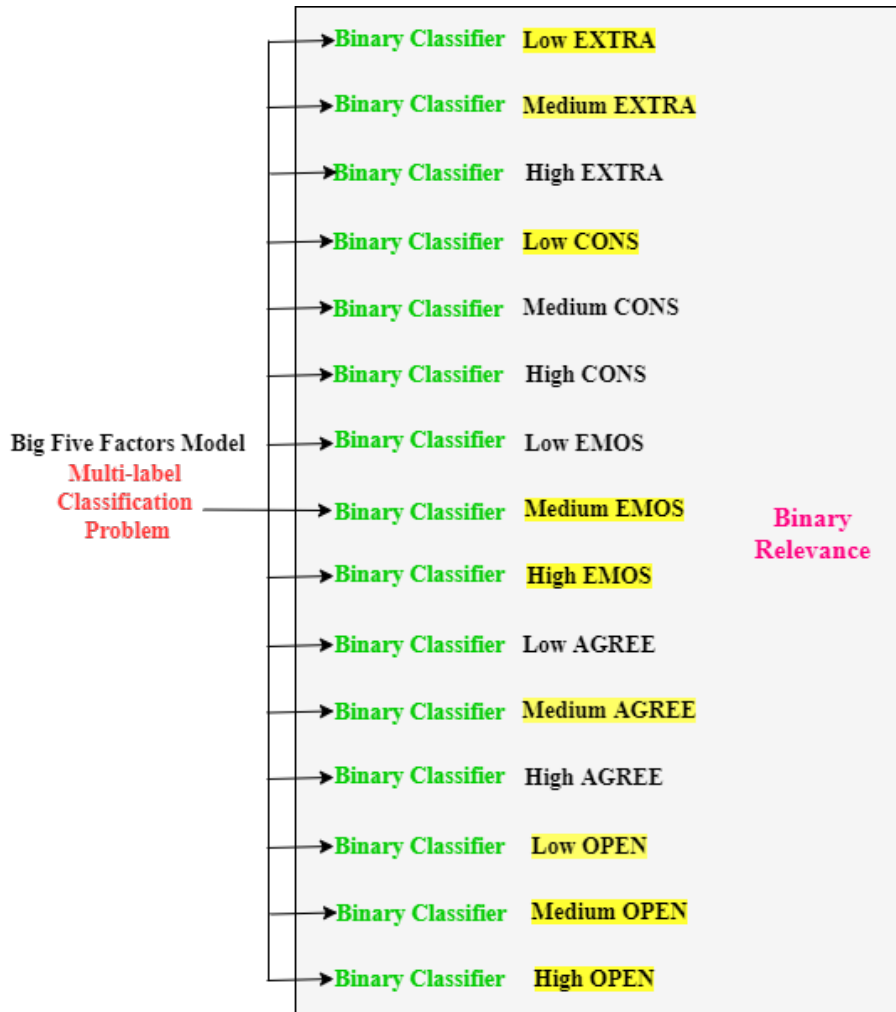 Binary Classifier Low EXTRA
Binary Classifier Medium EXTRA
Binary Classifier High EXTRA
Binary Classifier Low CONS
Binary Classifier Medium CONS
Binary Classifier High CONS
Big Five Factors Model
Multi-label
Classification
Problem
Binary Classifier Low EMOS
Binary Classifier Medium EMOS
Binary Classifier High EMOS
Binary Classifier Low AGREE
Binary Classifier Medium AGREE
Binary Classifier High AGREE
Binary Classifier Low OPEN
Binary Classifier Medium OPEN
Binary Classifier High OPEN
Binary
Relevance